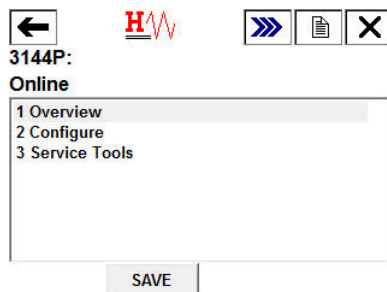 H
3144P:
Online
1 Overview
2 Configure
3 Service Tools
SAVE